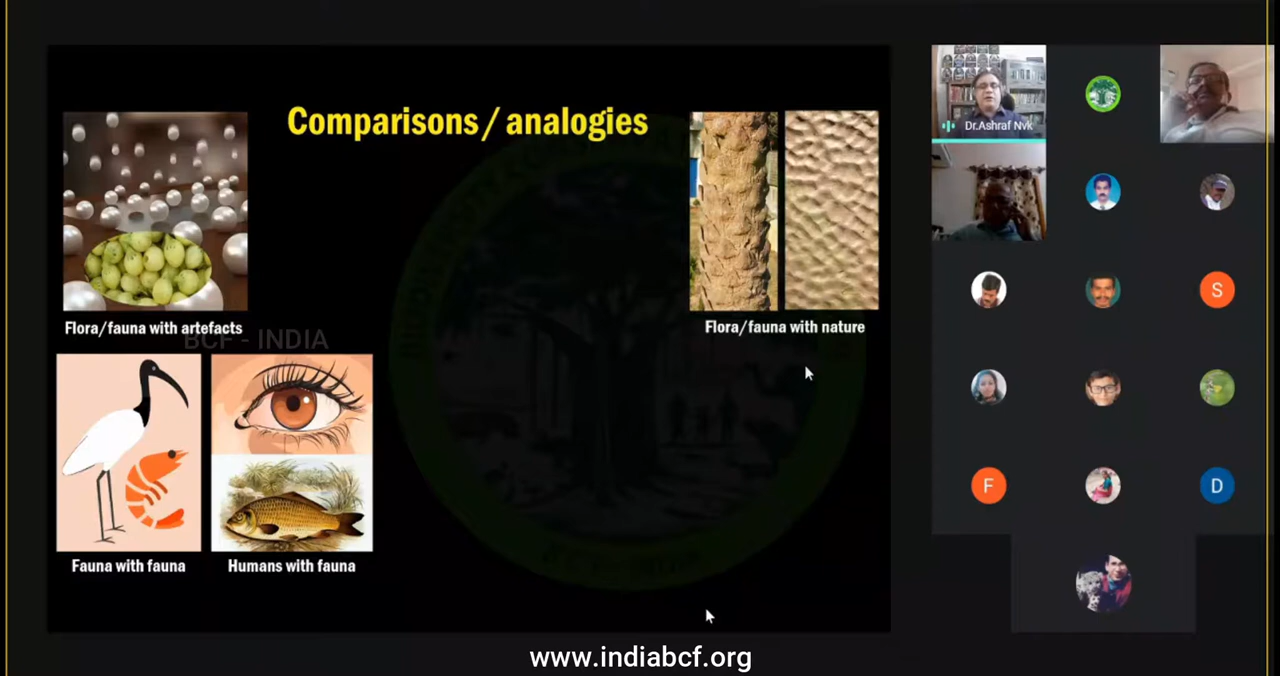 Comparisons / analogies
Flora/fauna with artefacts
Flora/fauna with nature
BCF - INDIA
Fauna with fauna
Humans with fauna
Dr.Ashraf Nvk
S
F
D
www.indiabcf.org